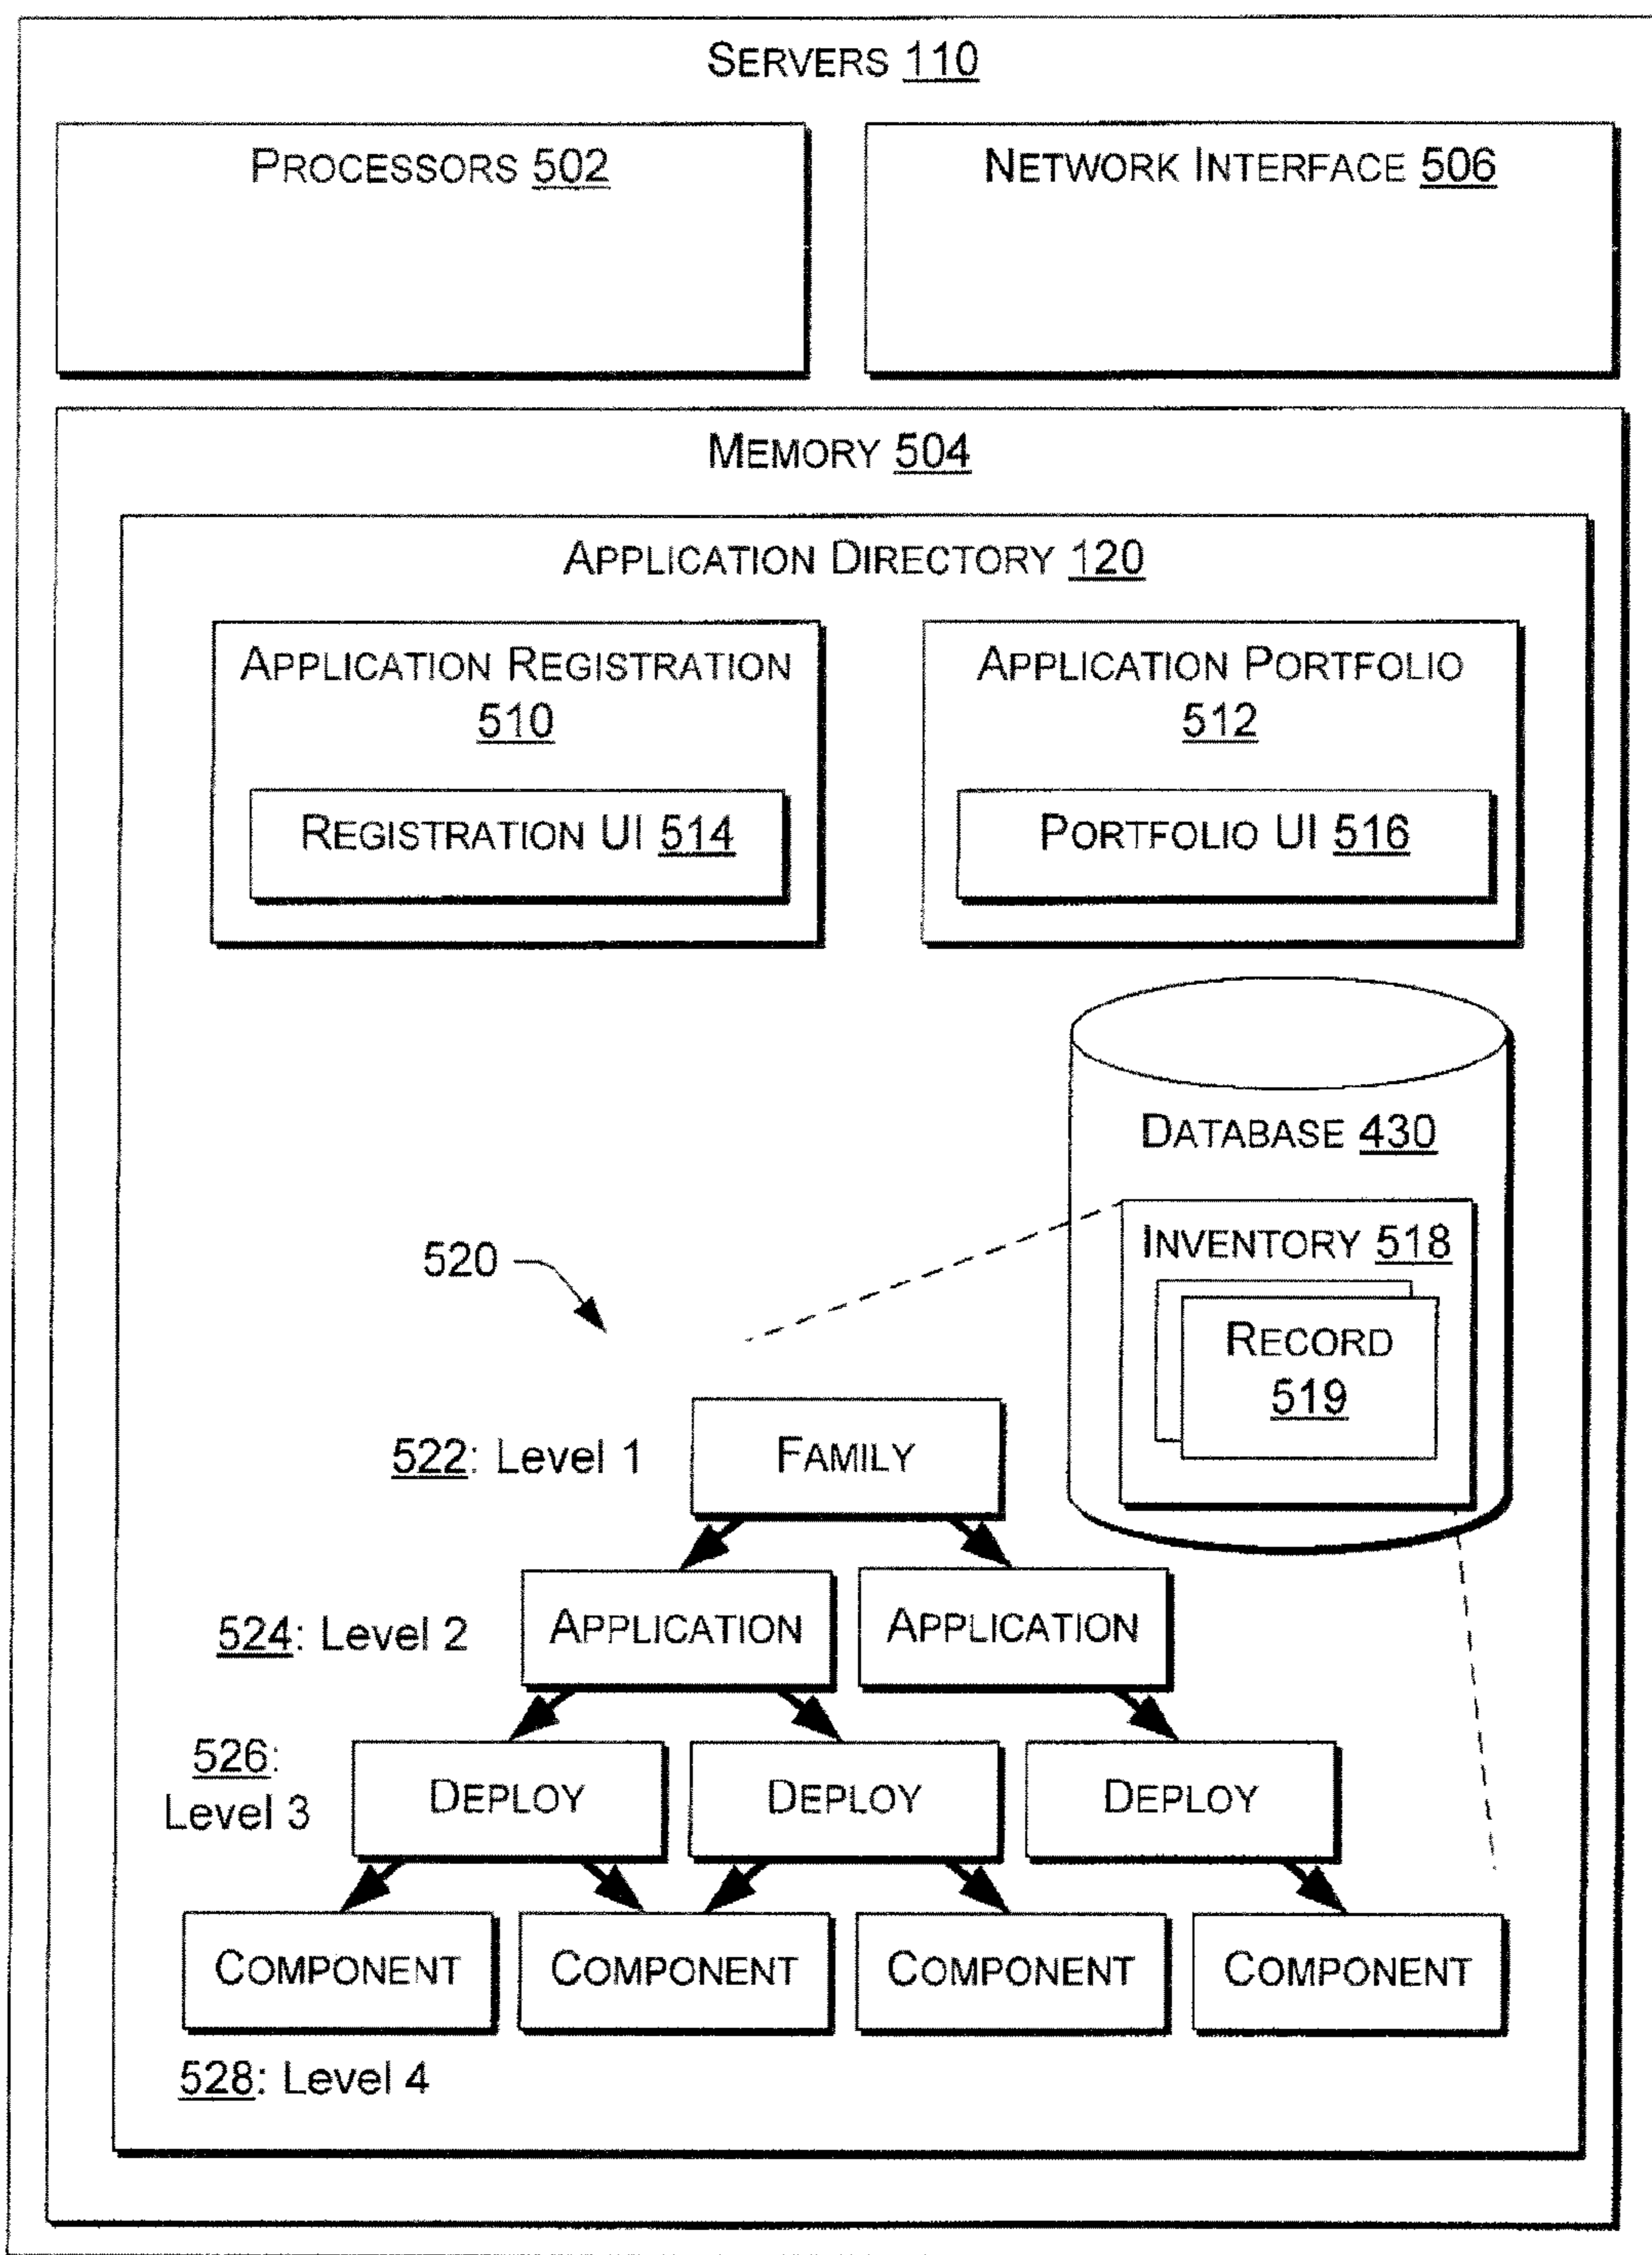 SERVERS 110
PROCESSORS 502
NETWORK INTERFACE 506
MEMORY 504
APPLICATION DIRECTORY 120
APPLICATION REGISTRATION
510
REGISTRATION UI 514
APPLICATION PORTFOLIO
512
PORTFOLIO UI 516
DATABASE 430
INVENTORY 518
RECORD
519
520
522: Level 1
FAMILY
524: Level 2
APPLICATION
APPLICATION
526:
Level 3
DEPLOY
DEPLOY
DEPLOY
COMPONENT
COMPONENT
COMPONENT
COMPONENT
528: Level 4